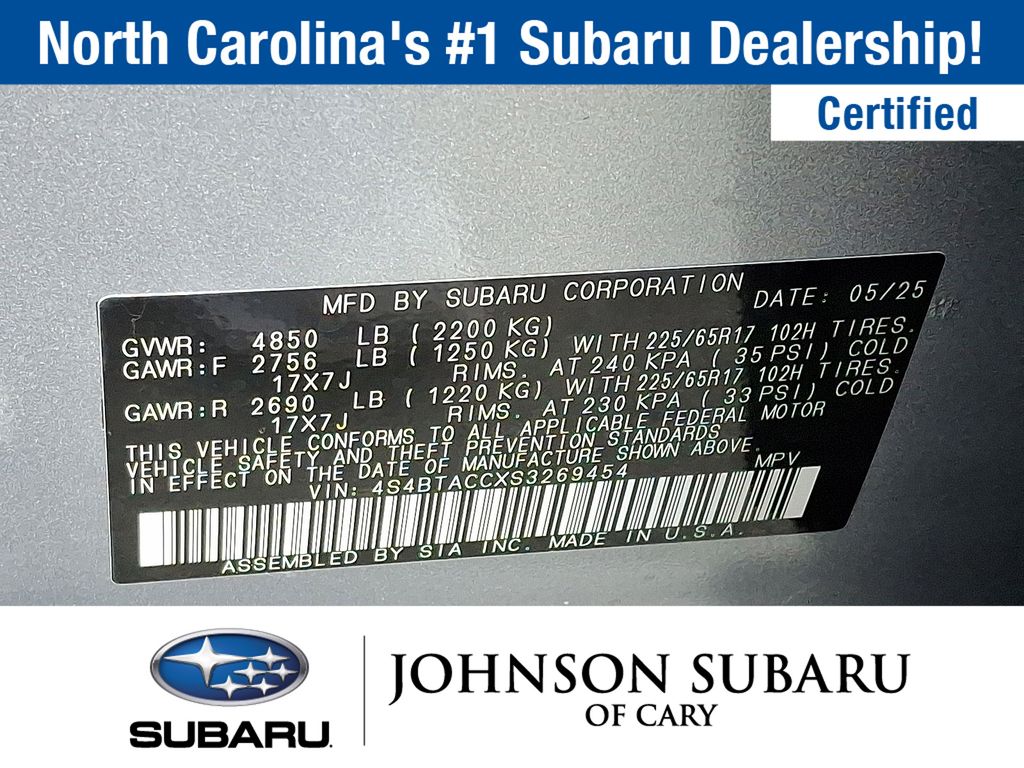 North Carolina's #1 Subaru Dealership!
Certified
MFD BY SUBARU CORPORATION DATE: 05/25
GVWR: 4850 LB ( 2200 KG)
GAWR:F 2756 LB ( 1250 KG) WITH 225/65R17 102H TIRES.
17X7J RIMS. AT 240 KPA ( 35 PSI) COLD
GAWR:R 2690 LB ( 1220 KG) WITH 225/65R17 102H TIRES.
17X7J RIMS. AT 230 KPA ( 33 PSI) COLD
THIS VEHICLE CONFORMS TO ALL APPLICABLE FEDERAL MOTOR
VEHICLE SAFETY AND THEFT PREVENTION STANDARDS
IN EFFECT ON THE DATE OF MANUFACTURE SHOWN ABOVE.
VIN: 4S4BTACCXS3269454 MPV
ASSEMBLED BY SIA INC. MADE IN U.S.A.
SUBARU
JOHNSON SUBARU
OF CARY